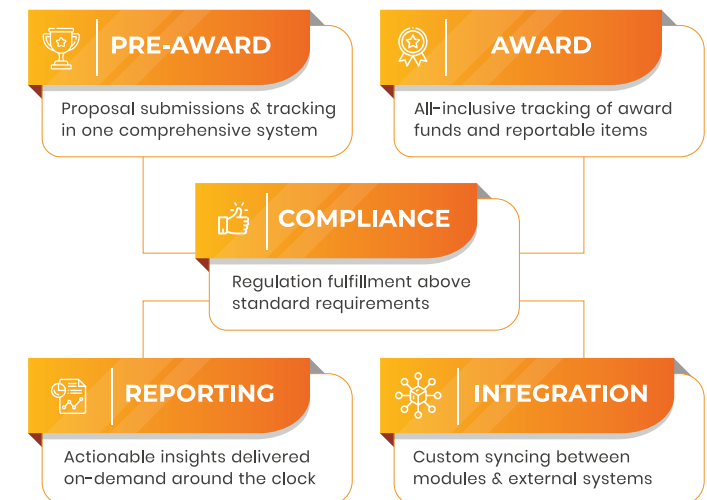 PRE-AWARD
Proposal submissions & tracking
in one comprehensive system
AWARD
All-inclusive tracking of award
funds and reportable items
COMPLIANCE
Regulation fulfillment above
standard requirements
REPORTING
Actionable insights delivered
on-demand around the clock
INTEGRATION
Custom syncing between
modules & external systems